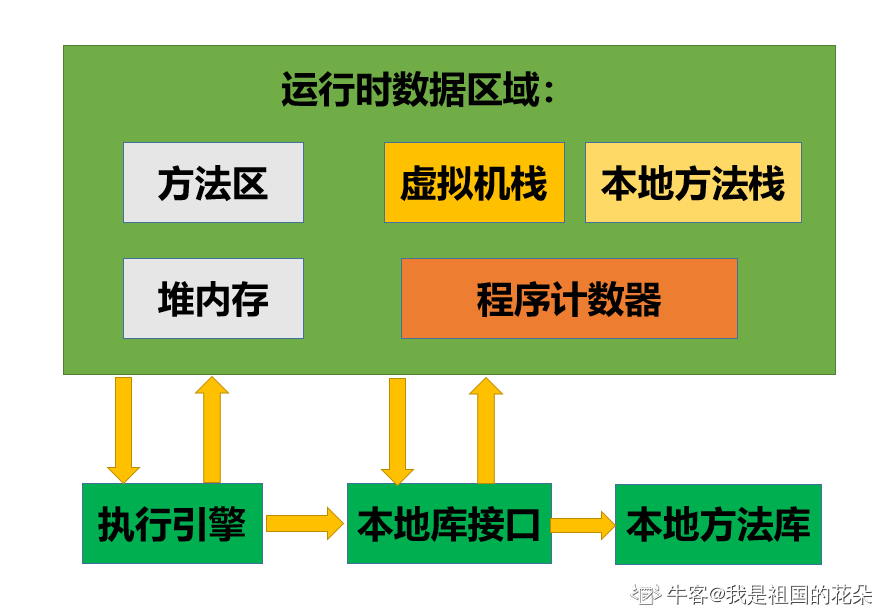 运行时数据区域：
方法区
虚拟机栈
本地方法栈
堆内存
程序计数器
执行引擎
本地库接口
本地方法库
牛客@我是祖国的花朵